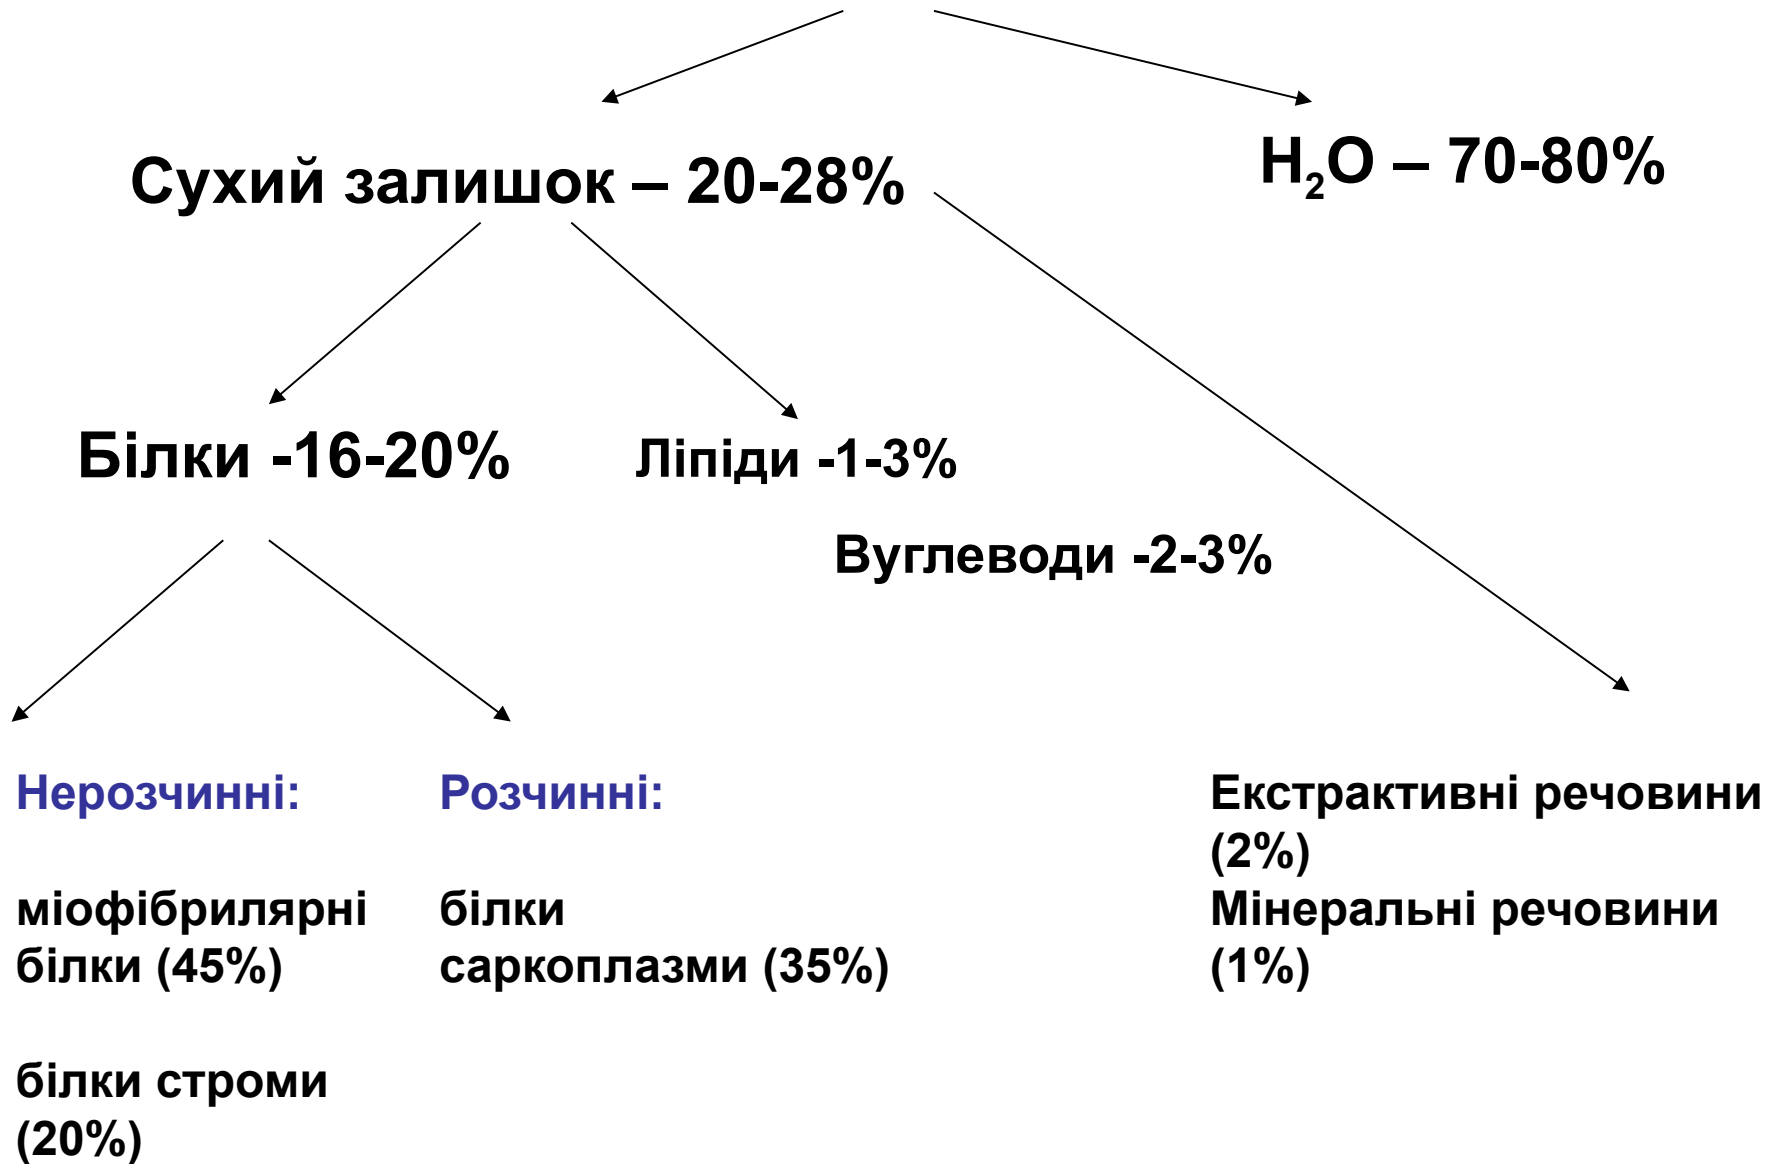 Сухий залишок – 20-28%
H₂O – 70-80%
Білки -16-20%
Ліпіди -1-3%
Вуглеводи -2-3%
Нерозчинні:
міофібрилярні
білки (45%)
білки строми
(20%)
Розчинні:
білки
саркоплазми (35%)
Екстрактивні речовини
(2%)
Мінеральні речовини
(1%)